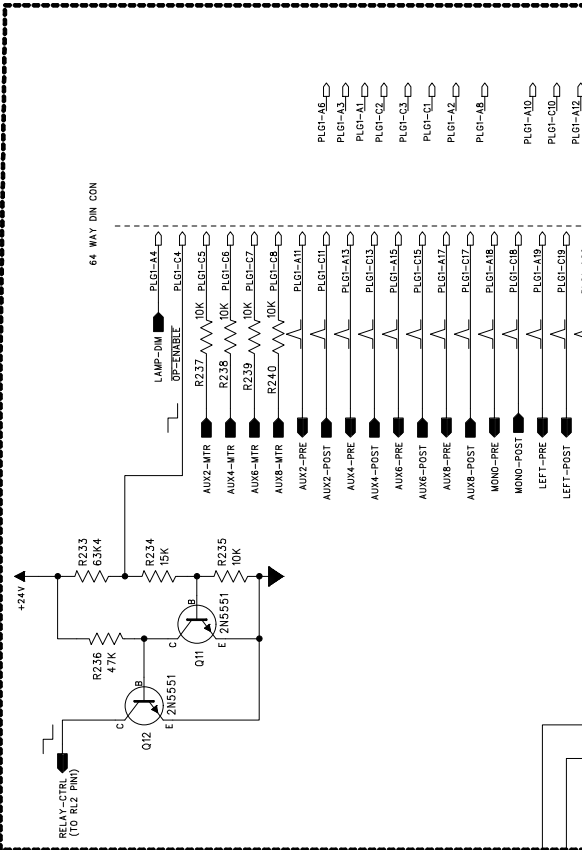 PLG1-A6
PLG1-A3
PLG1-A1
PLG1-C2
PLG1-C3
PLG1-C1
PLG1-A2
PLG1-A8
PLG1-A10
PLG1-C10
PLG1-A12
64 WAY DIN CON
PLG1-A4
PLG1-C4
PLG1-C5
PLG1-C6
PLG1-C7
PLG1-C8
PLG1-A11
PLG1-C11
PLG1-A13
PLG1-C13
PLG1-A15
PLG1-C15
PLG1-A17
PLG1-C17
PLG1-A18
PLG1-C18
PLG1-A19
PLG1-C19
LAMP-DIM
OP-ENABLE
R237
10K
R238
10K
R239
10K
R240
10K
AUX2-MTR
AUX4-MTR
AUX6-MTR
AUX8-MTR
AUX2-PRE
AUX2-POST
AUX4-PRE
AUX4-POST
AUX6-PRE
AUX6-POST
AUX8-PRE
AUX8-POST
MONO-PRE
MONO-POST
LEFT-PRE
LEFT-POST
+24V
R233
63K4
R234
15K
R235
10K
R236
47K
B
C
E
Q11
2N5551
B
C
E
Q12
2N5551
RELAY-CTRL
(TO RL2 PIN1)